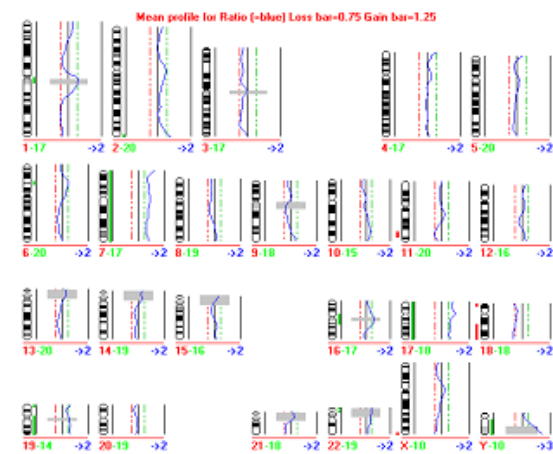 Mean profile for Ratio (=blue) Loss bar=0.75 Gain bar=1.25
1-17 ->2 2-20 ->2 3-17 ->2 4-17 ->2 5-20 ->2
6-20 ->2 7-17 ->2 8-19 ->2 9-18 ->2 10-15 ->2 11-20 ->2 12-16 ->2
13-20 ->2 14-19 ->2 15-16 ->2 16-17 ->2 17-18 ->2 18-18 ->2
19-14 ->2 20-19 ->2 21-18 ->2 22-19 ->2 X-10 ->2 Y-10 ->3